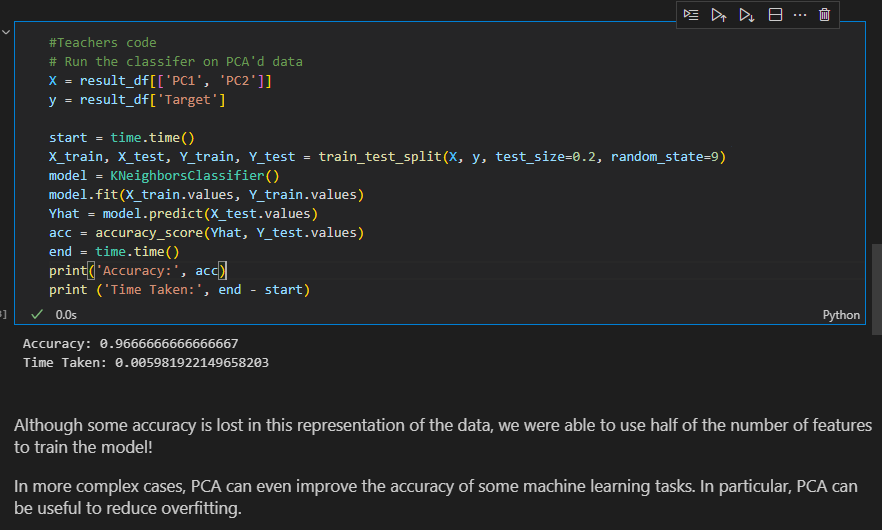 #Teachers code
# Run the classifer on PCA'd data
X = result_df[['PC1', 'PC2']]
y = result_df['Target']
start = time.time()
X_train, X_test, Y_train, Y_test = train_test_split(X, y, test_size=0.2, random_state=9)
model = KNeighborsClassifier()
model.fit(X_train.values, Y_train.values)
Yhat = model.predict(X_test.values)
acc = accuracy_score(Yhat, Y_test.values)
end = time.time()
print('Accuracy:', acc)
print ('Time Taken:', end - start)
0.0s
Python
Accuracy: 0.9666666666666667
Time Taken: 0.005981922149658203
Although some accuracy is lost in this representation of the data, we were able to use half of the number of features
to train the model!
In more complex cases, PCA can even improve the accuracy of some machine learning tasks. In particular, PCA can
be useful to reduce overfitting.